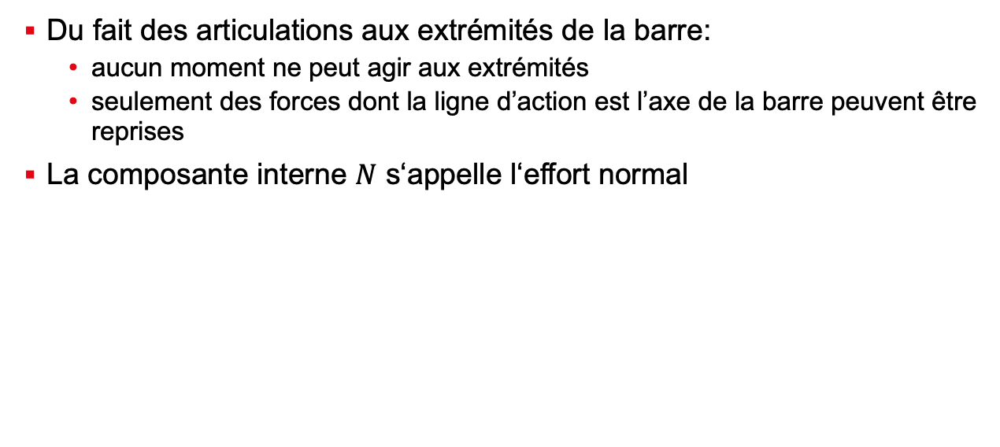 ▪ Du fait des articulations aux extrémités de la barre:
• aucun moment ne peut agir aux extrémités
• seulement des forces dont la ligne d’action est l’axe de la barre peuvent être
reprises
▪ La composante interne 𝑁 s‘appelle l‘effort normal